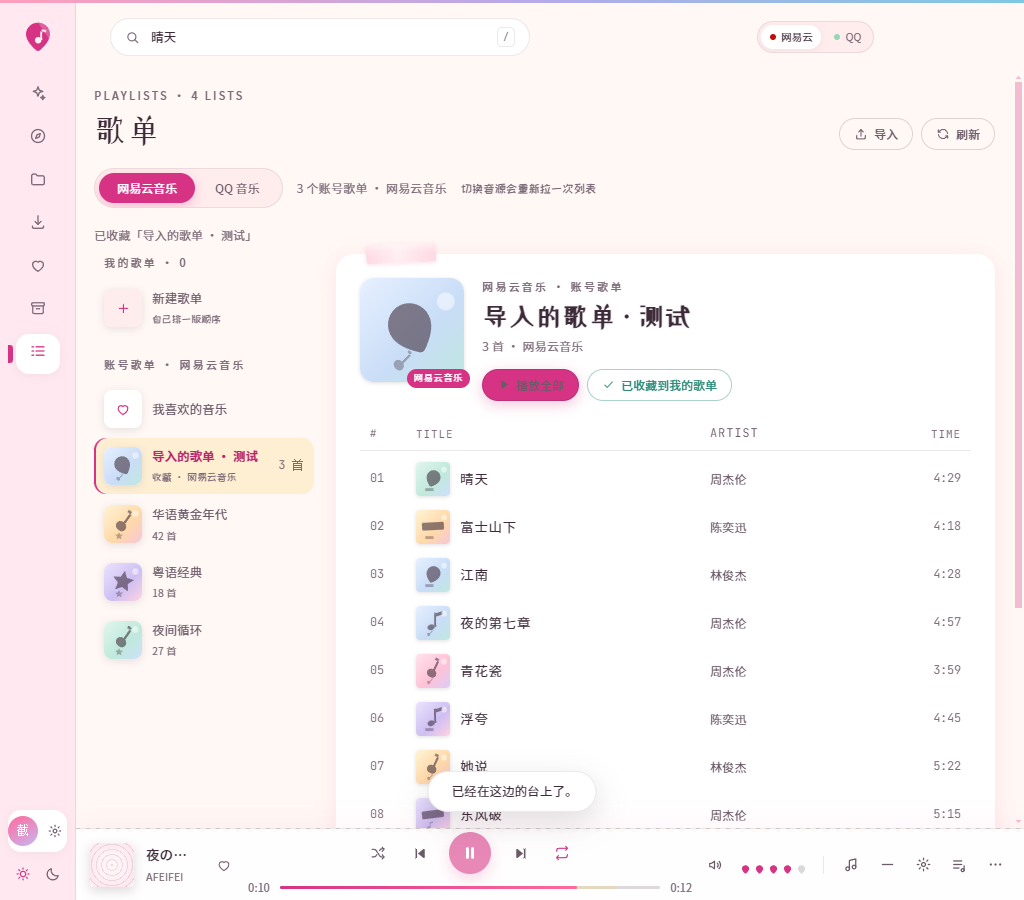 晴天
/
网易云
QQ
PLAYLISTS • 4 LISTS
歌单
导入
刷新
网易云音乐
QQ 音乐
3 个账号歌单 • 网易云音乐
切换音源会重新拉一次列表
已收藏「导入的歌单 • 测试」
我的歌单 • 0
新建歌单
自己排一版顺序
账号歌单 • 网易云音乐
我喜欢的音乐
导入的歌单 • 测试
收藏 • 网易云音乐
3 首
华语黄金年代
42 首
粤语经典
18 首
夜间循环
27 首
网易云音乐 • 账号歌单
导入的歌单 · 测试
3 首 • 网易云音乐
网易云音乐
播放全部
已收藏到我的歌单
# TITLE ARTIST TIME
01 晴天 周杰伦 4:29
02 富士山下 陈奕迅 4:18
03 江南 林俊杰 4:28
04 夜的第七章 周杰伦 4:57
05 青花瓷 周杰伦 3:59
06 浮夸 陈奕迅 4:45
07 她说 林俊杰 5:22
08 东风破 周杰伦 5:15
已经在这边的台上了。
截
夜の…
AFEIFEI
0:10
0:12